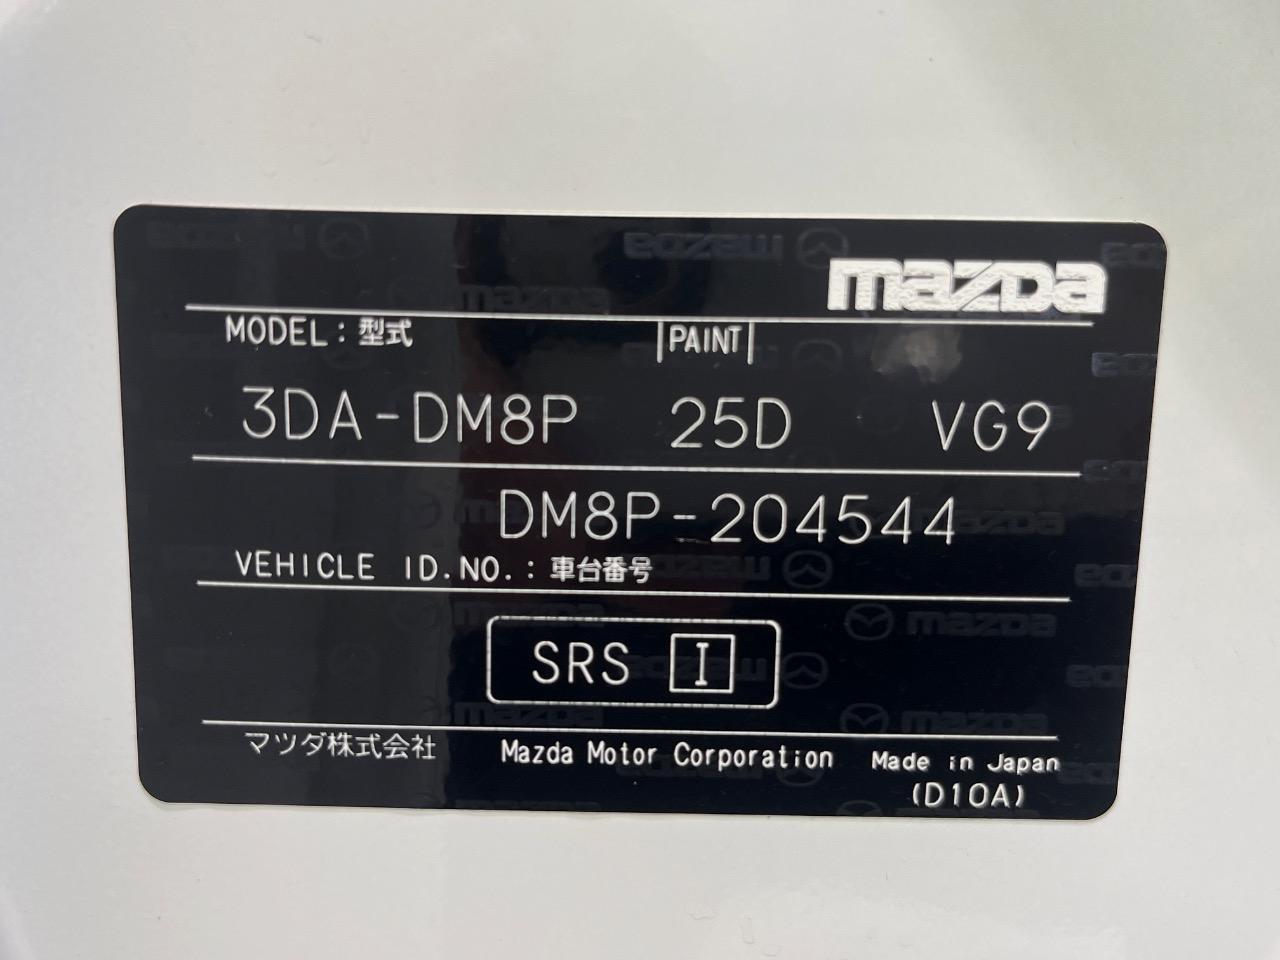 mazda
MODEL : 型式 PAINT
3DA-DM8P 25D VG9
DM8P-204544
VEHICLE ID.NO.: 車台番号
SRS I
マツダ株式会社 Mazda Motor Corporation Made in Japan
(D10A)